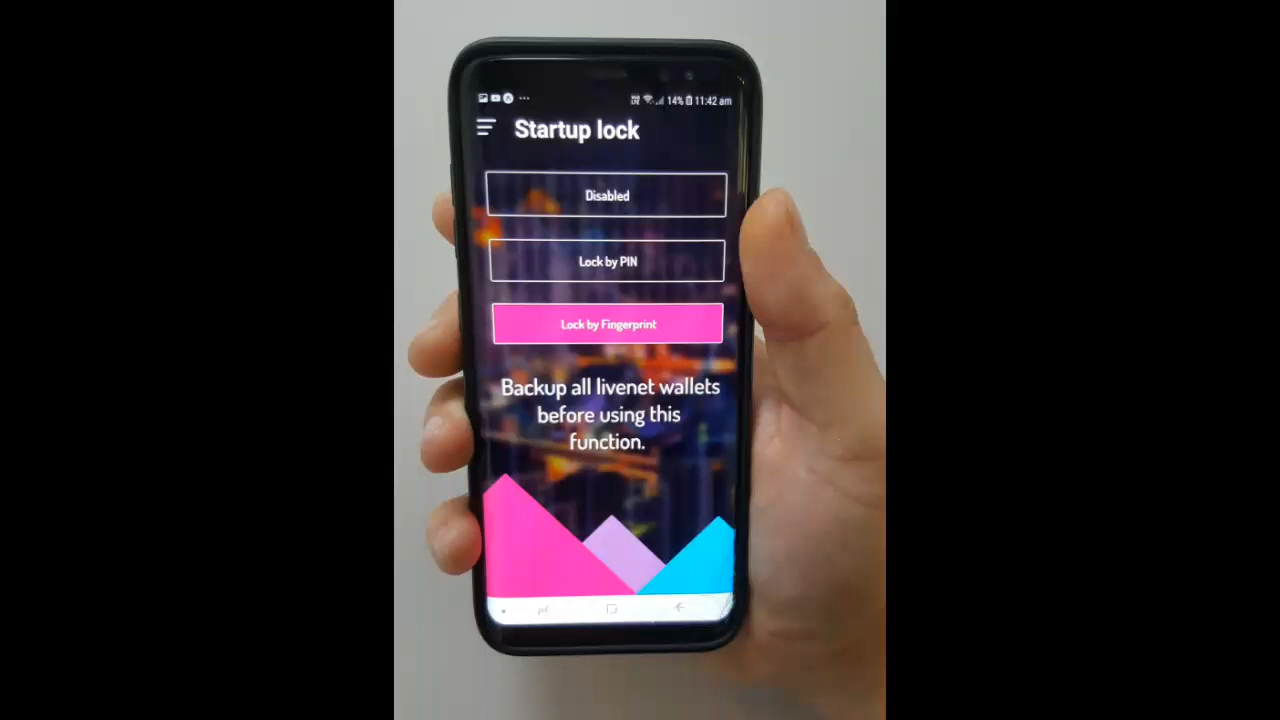 14% 11:42 am
Startup lock
Disabled
Lock by PIN
Lock by Fingerprint
Backup all livenet wallets
before using this
function.